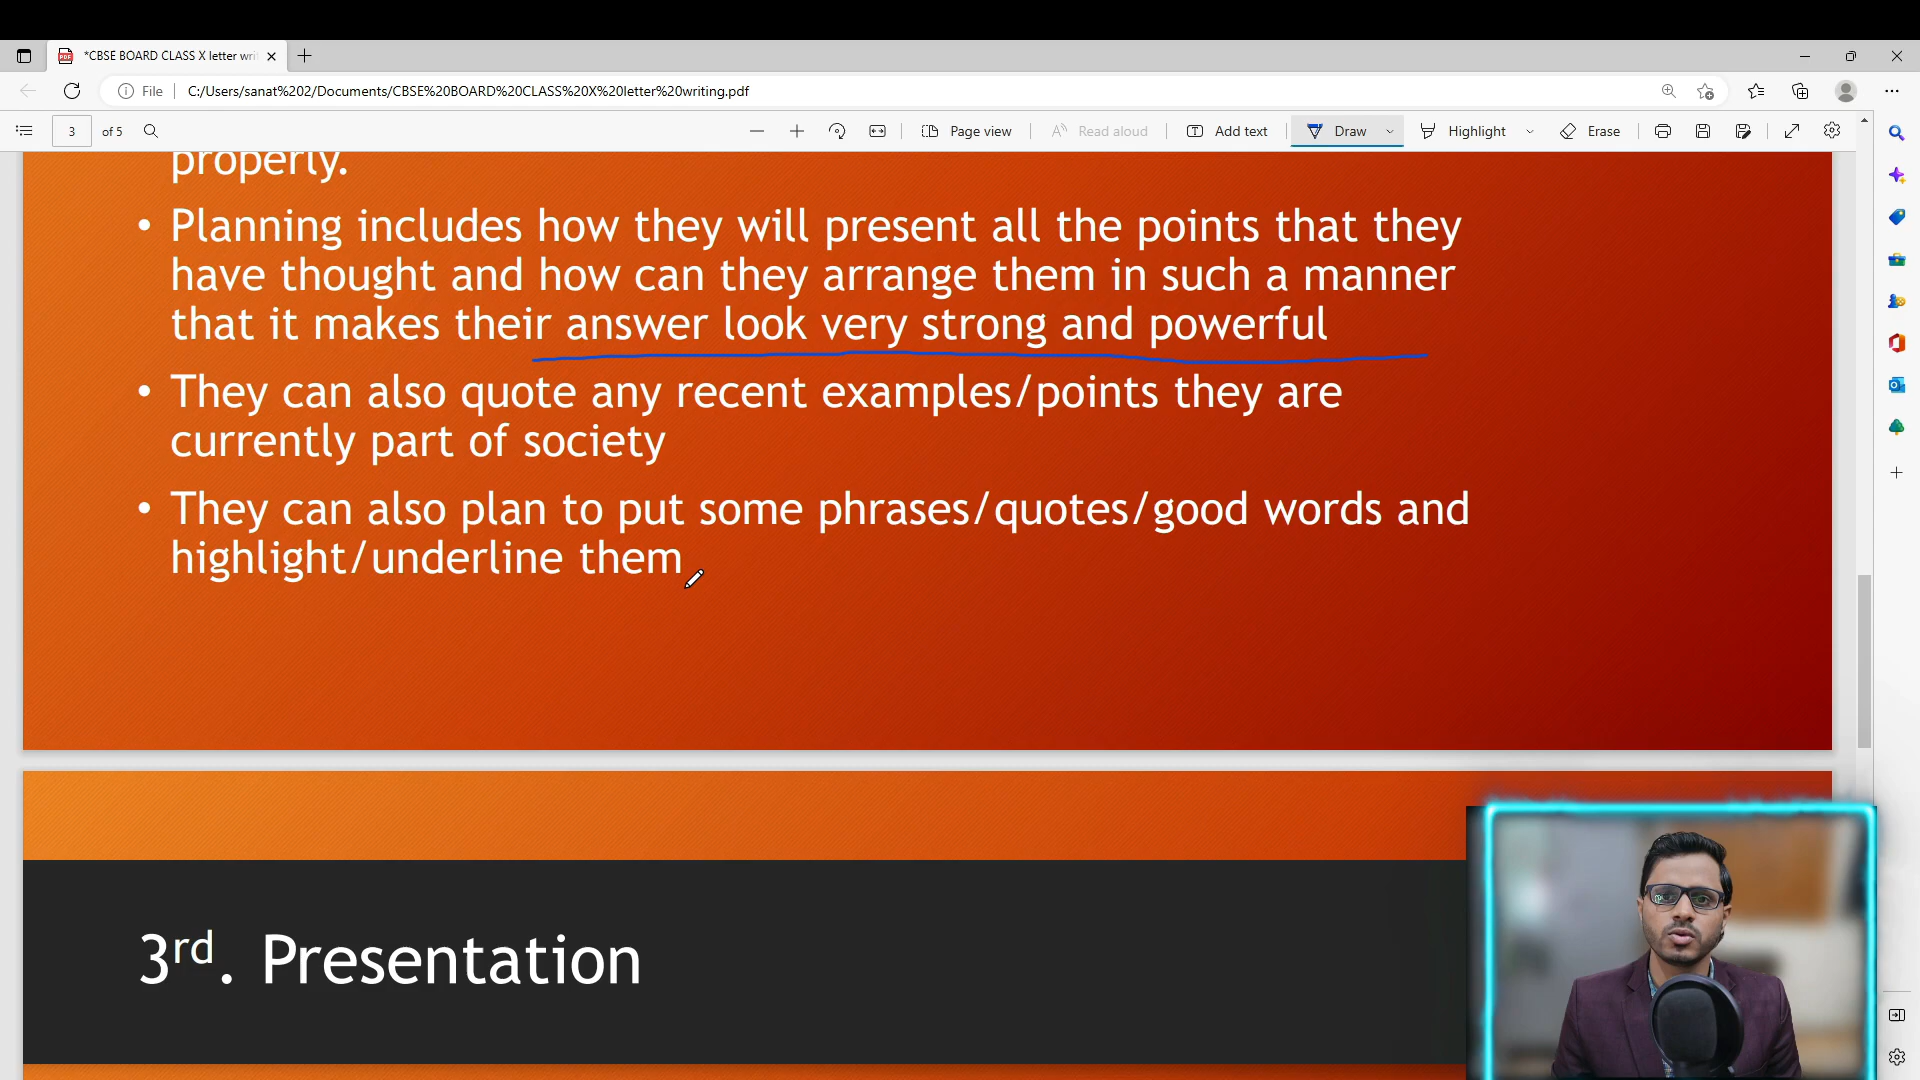 *CBSE BOARD CLASS X letter wri
File C:/Users/sanat%202/Documents/CBSE%20BOARD%20CLASS%20X%20letter%20writing.pdf
3 of 5 Page view Read aloud Add text Draw Highlight Erase
properly.
• Planning includes how they will present all the points that they
have thought and how can they arrange them in such a manner
that it makes their answer look very strong and powerful
• They can also quote any recent examples/points they are
currently part of society
• They can also plan to put some phrases/quotes/good words and
highlight/underline them
3rd. Presentation